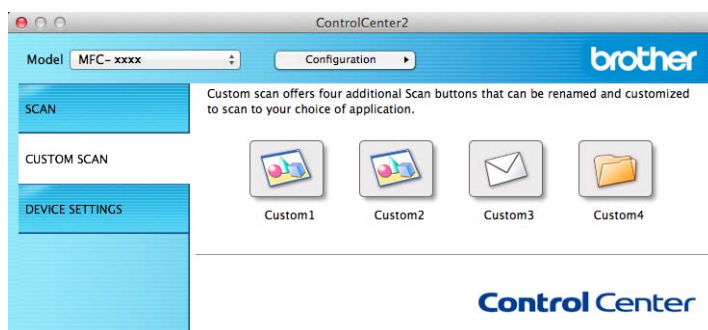 ControlCenter2
Model MFC- xxxx Configuration brother
SCAN
CUSTOM SCAN
DEVICE SETTINGS
Custom scan offers four additional Scan buttons that can be renamed and customized
to scan to your choice of application.
Custom1 Custom2 Custom3 Custom4
Control Center